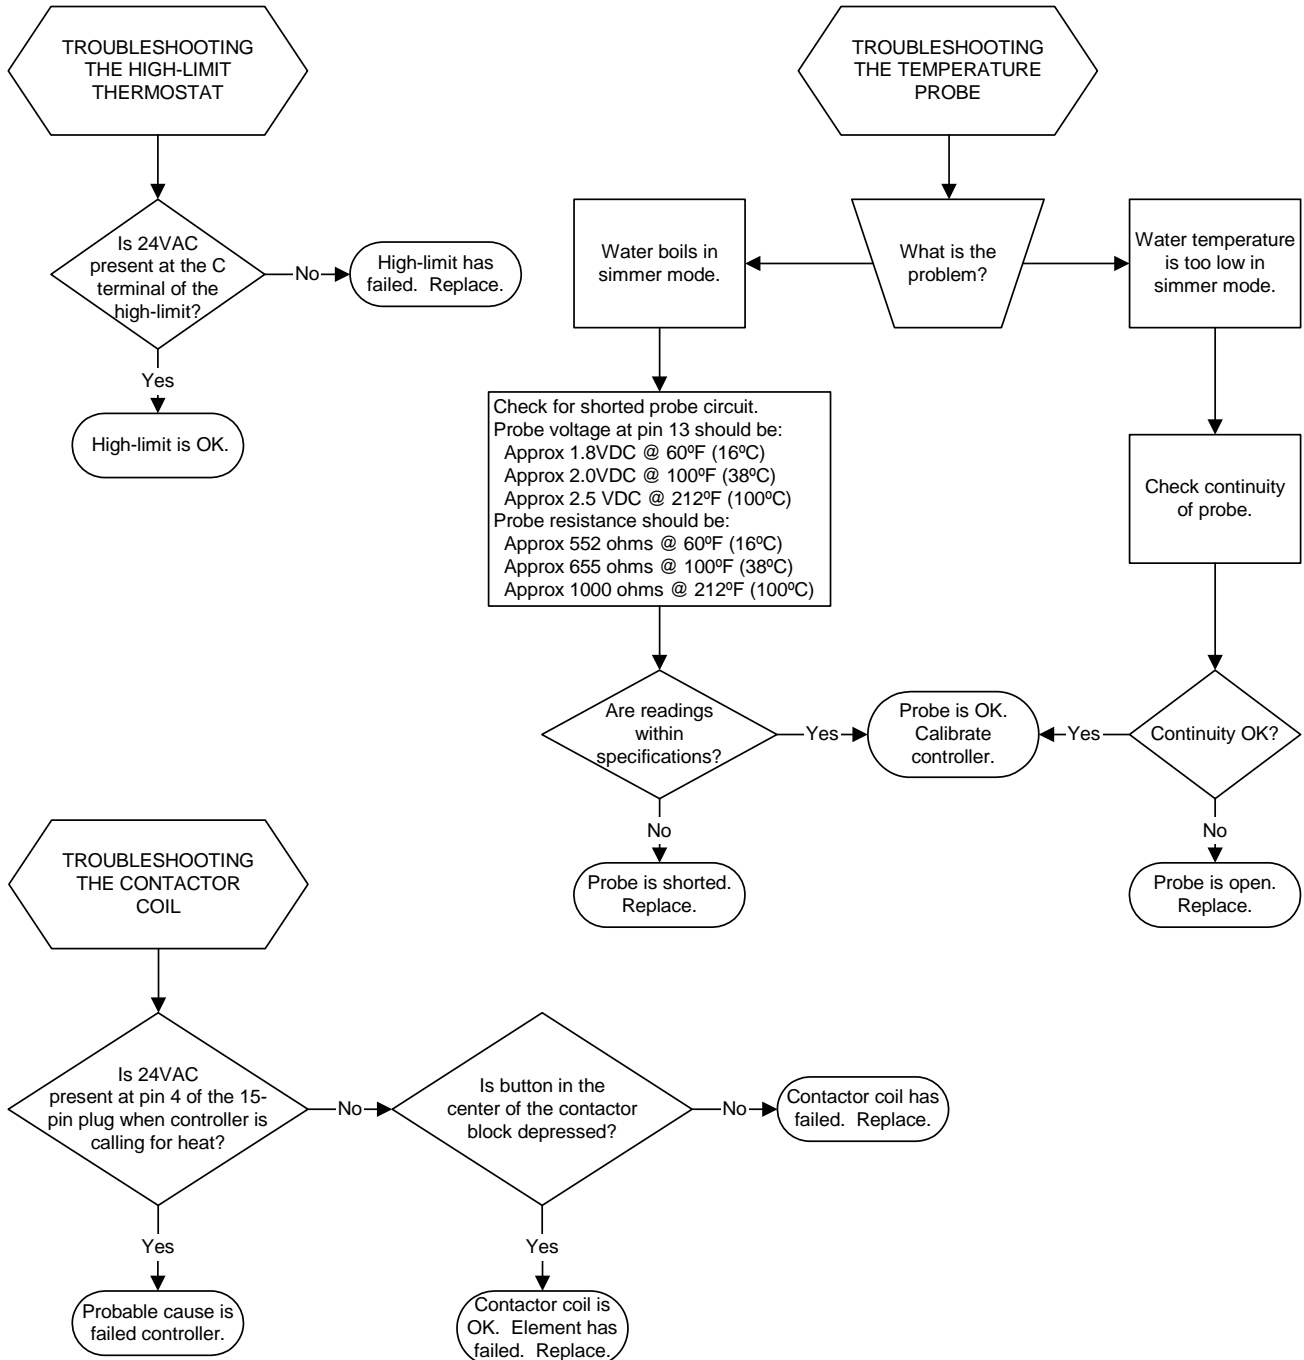 TROUBLESHOOTING
THE HIGH-LIMIT
THERMOSTAT
Is 24VAC
present at the C
terminal of the
high-limit?
No
High-limit has
failed. Replace.
Yes
High-limit is OK.
TROUBLESHOOTING
THE TEMPERATURE
PROBE
What is the
problem?
Water boils in
simmer mode.
Check for shorted probe circuit.
Probe voltage at pin 13 should be:
Approx 1.8VDC @ 60ºF (16ºC)
Approx 2.0VDC @ 100ºF (38ºC)
Approx 2.5 VDC @ 212ºF (100ºC)
Probe resistance should be:
Approx 552 ohms @ 60ºF (16ºC)
Approx 655 ohms @ 100ºF (38ºC)
Approx 1000 ohms @ 212ºF (100ºC)
Are readings
within
specifications?
Yes
Probe is OK.
Calibrate
controller.
No
Probe is shorted.
Replace.
Water temperature
is too low in
simmer mode.
Check continuity
of probe.
Continuity OK?
Yes
No
Probe is open.
Replace.
TROUBLESHOOTING
THE CONTACTOR
COIL
Is 24VAC
present at pin 4 of the 15-
pin plug when controller is
calling for heat?
No
Is button in the
center of the contactor
block depressed?
No
Contactor coil has
failed. Replace.
Yes
Probable cause is
failed controller.
Yes
Contactor coil is
OK. Element has
failed. Replace.